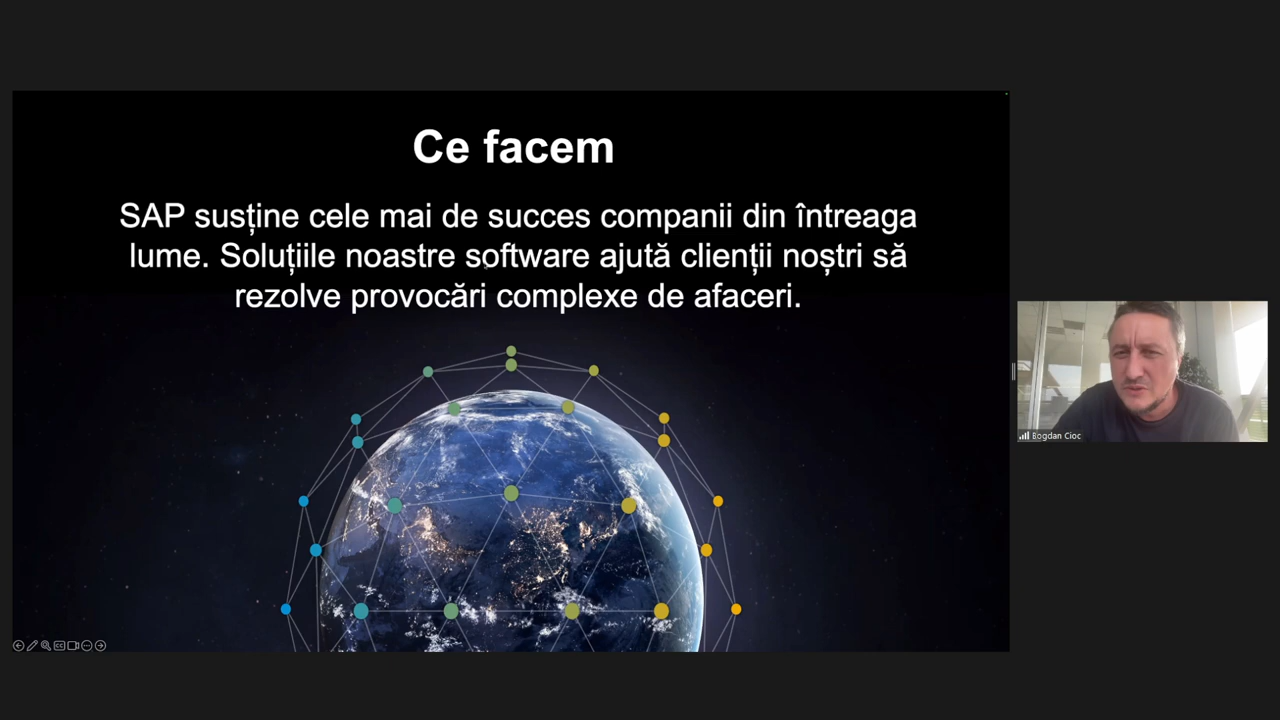 Ce facem
SAP susține cele mai de succes companii din întreaga
lume. Soluțiile noastre software ajută clienții noștri să
rezolve provocări complexe de afaceri.
Bogdan Cioc